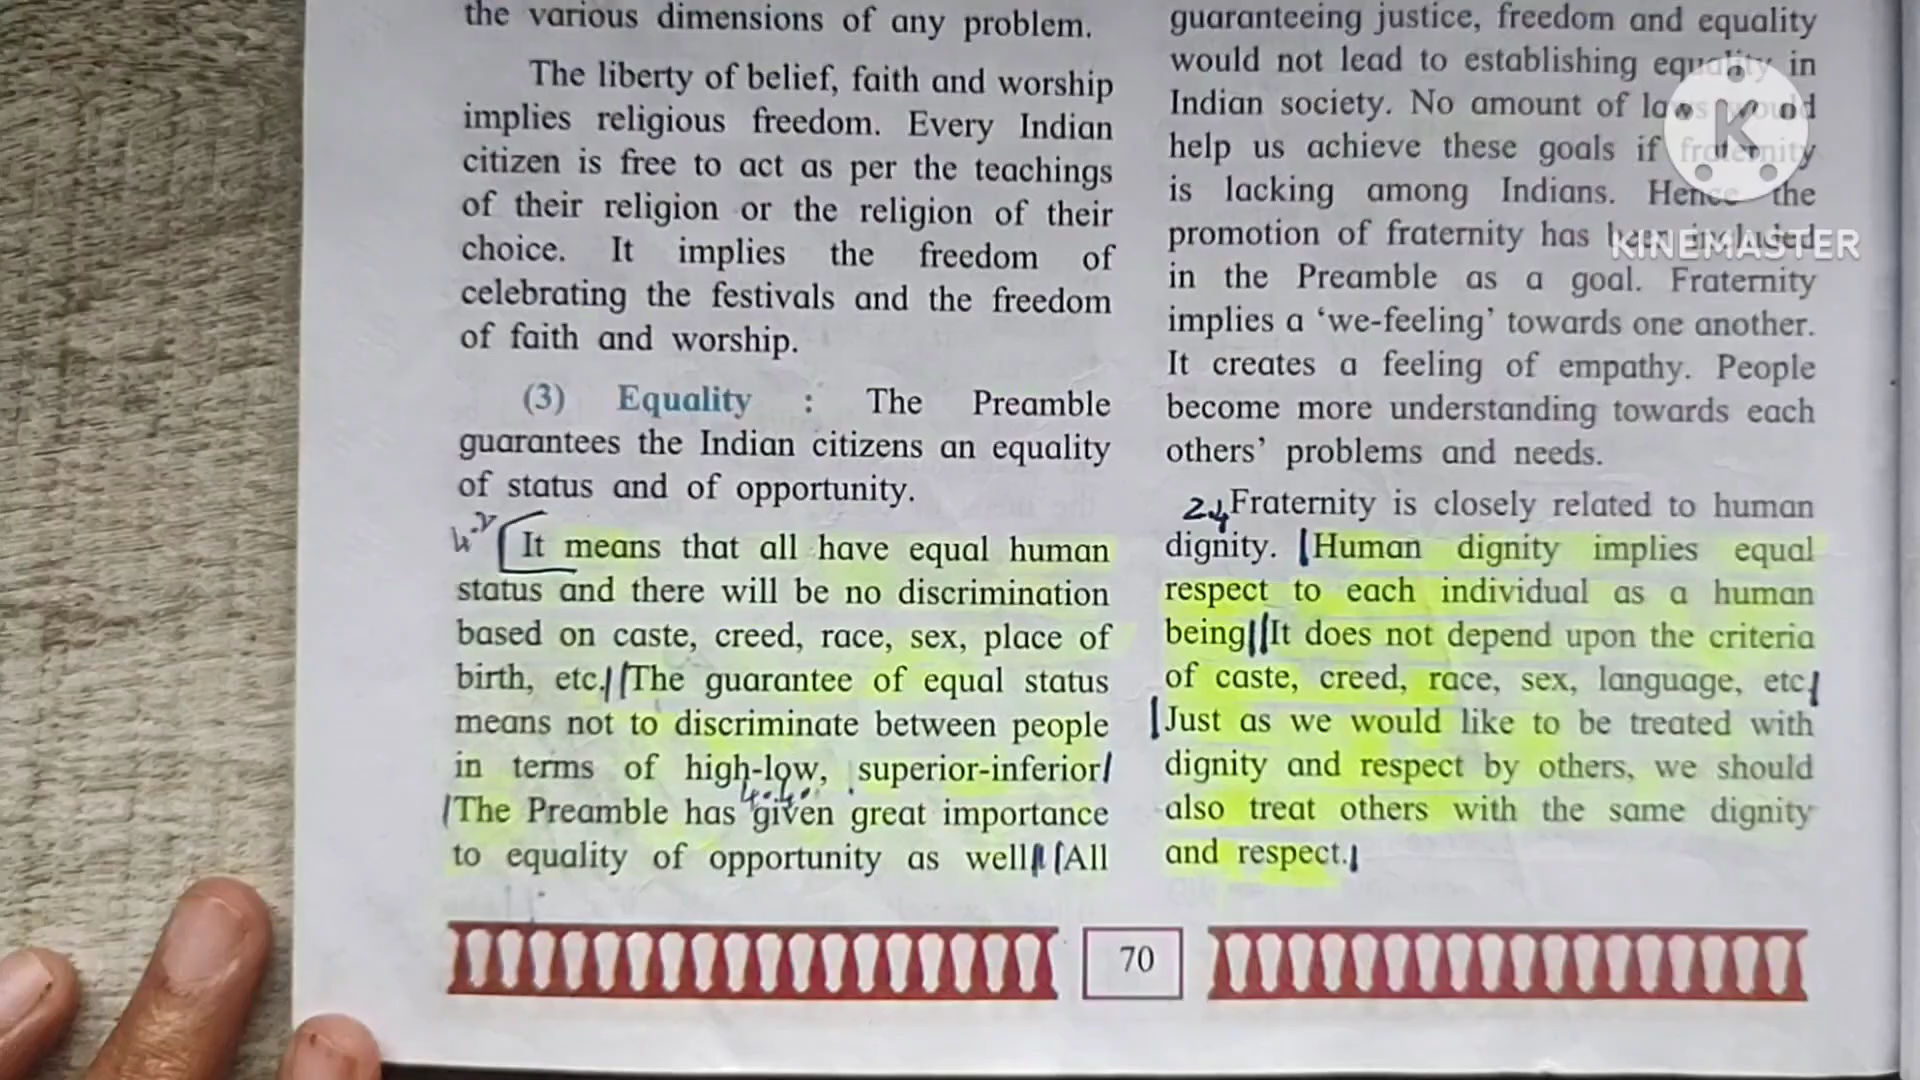 the various dimensions of any problem.
The liberty of belief, faith and worship
implies religious freedom. Every Indian
citizen is free to act as per the teachings
of their religion or the religion of their
choice. It implies the freedom of
celebrating the festivals and the freedom
of faith and worship.
(3) Equality : The Preamble
guarantees the Indian citizens an equality
of status and of opportunity.
It means that all have equal human
status and there will be no discrimination
based on caste, creed, race, sex, place of
birth, etc. The guarantee of equal status
means not to discriminate between people
in terms of high-low, superior-inferior
The Preamble has given great importance
to equality of opportunity as well. All
guaranteeing justice, freedom and equality
would not lead to establishing equality in
Indian society. No amount of laws would
help us achieve these goals if fraternity
is lacking among Indians. Hence the
promotion of fraternity has been included
in the Preamble as a goal. Fraternity
implies a ‘we-feeling’ towards one another.
It creates a feeling of empathy. People
become more understanding towards each
others’ problems and needs.
Fraternity is closely related to human
dignity. Human dignity implies equal
respect to each individual as a human
being. It does not depend upon the criteria
of caste, creed, race, sex, language, etc.
Just as we would like to be treated with
dignity and respect by others, we should
also treat others with the same dignity
and respect.
70
K
KINEMASTER